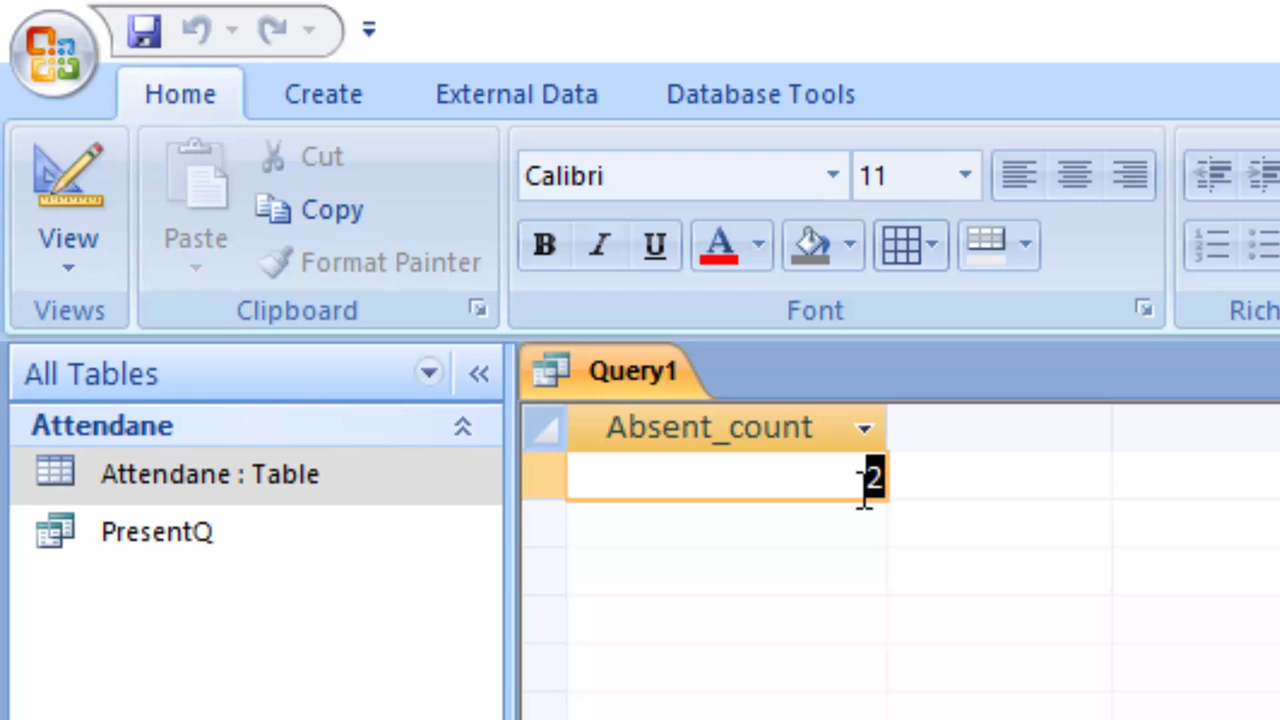 Home Create External Data Database Tools
Cut
Calibri 11
Copy
View Paste B I U A
Format Painter
Views Clipboard Font Rich
All Tables Query1
Attendane Absent_count
Attendane : Table 2
PresentQ